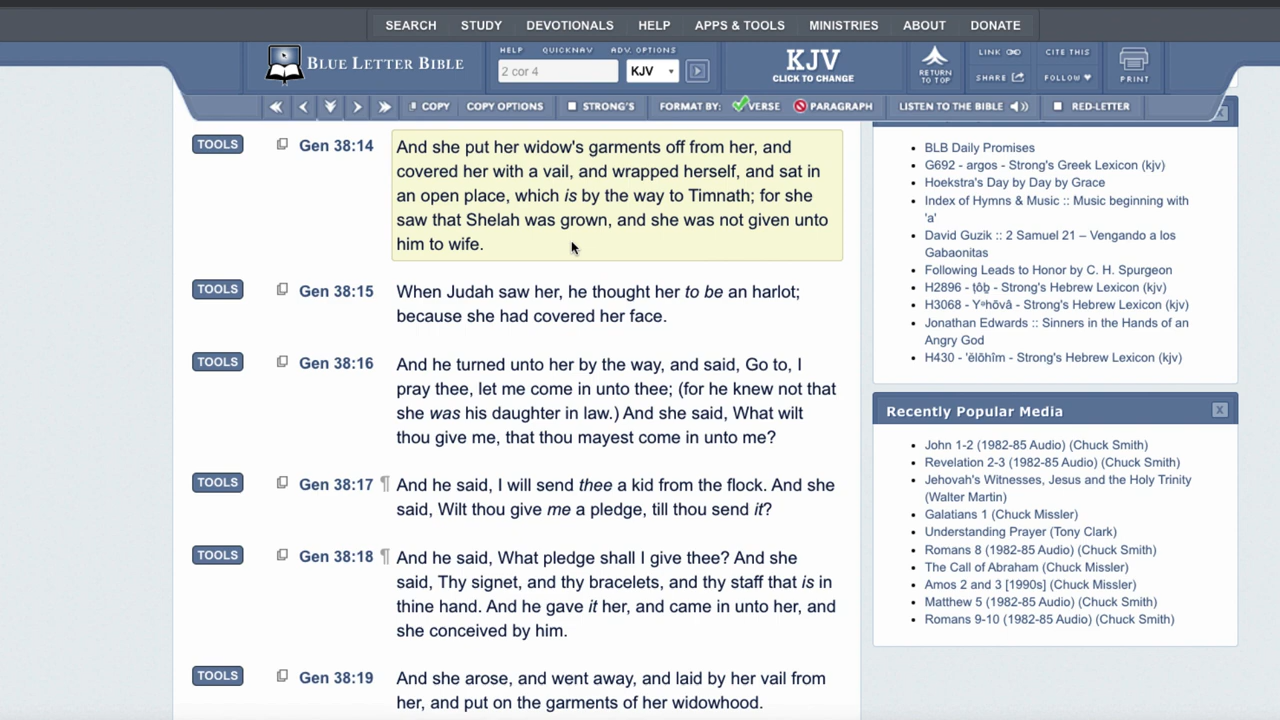 SEARCH STUDY DEVOTIONALS HELP APPS & TOOLS MINISTRIES ABOUT DONATE
BLUE LETTER BIBLE
HELP QUICKNAV ADV. OPTIONS
2 cor 4 KJV
KJV
CLICK TO CHANGE
RETURN
TO TOP
LINK CITE THIS
SHARE FOLLOW
PRINT
COPY COPY OPTIONS STRONG'S FORMAT BY: VERSE PARAGRAPH LISTEN TO THE BIBLE RED-LETTER
TOOLS Gen 38:14 And she put her widow's garments off from her, and
covered her with a vail, and wrapped herself, and sat in
an open place, which is by the way to Timnath; for she
saw that Shelah was grown, and she was not given unto
him to wife.
TOOLS Gen 38:15 When Judah saw her, he thought her to be an harlot;
because she had covered her face.
TOOLS Gen 38:16 And he turned unto her by the way, and said, Go to, I
pray thee, let me come in unto thee; (for he knew not that
she was his daughter in law.) And she said, What wilt
thou give me, that thou mayest come in unto me?
TOOLS Gen 38:17 ¶ And he said, I will send thee a kid from the flock. And she
said, Wilt thou give me a pledge, till thou send it?
TOOLS Gen 38:18 ¶ And he said, What pledge shall I give thee? And she
said, Thy signet, and thy bracelets, and thy staff that is in
thine hand. And he gave it her, and came in unto her, and
she conceived by him.
TOOLS Gen 38:19 And she arose, and went away, and laid by her vail from
her, and put on the garments of her widowhood.
X
BLB Daily Promises
G692 - argos - Strong's Greek Lexicon (kjv)
Hoekstra's Day by Day by Grace
Index of Hymns & Music :: Music beginning with
'a'
David Guzik :: 2 Samuel 21 – Vengando a los
Gabaonitas
Following Leads to Honor by C. H. Spurgeon
H2896 - ṭôḇ - Strong's Hebrew Lexicon (kjv)
H3068 - Yᵊhōvâ - Strong's Hebrew Lexicon (kjv)
Jonathan Edwards :: Sinners in the Hands of an
Angry God
H430 - 'ĕlōhîm - Strong's Hebrew Lexicon (kjv)
Recently Popular Media X
John 1-2 (1982-85 Audio) (Chuck Smith)
Revelation 2-3 (1982-85 Audio) (Chuck Smith)
Jehovah's Witnesses, Jesus and the Holy Trinity
(Walter Martin)
Galatians 1 (Chuck Missler)
Understanding Prayer (Tony Clark)
Romans 8 (1982-85 Audio) (Chuck Smith)
The Call of Abraham (Chuck Missler)
Amos 2 and 3 [1990s] (Chuck Missler)
Matthew 5 (1982-85 Audio) (Chuck Smith)
Romans 9-10 (1982-85 Audio) (Chuck Smith)